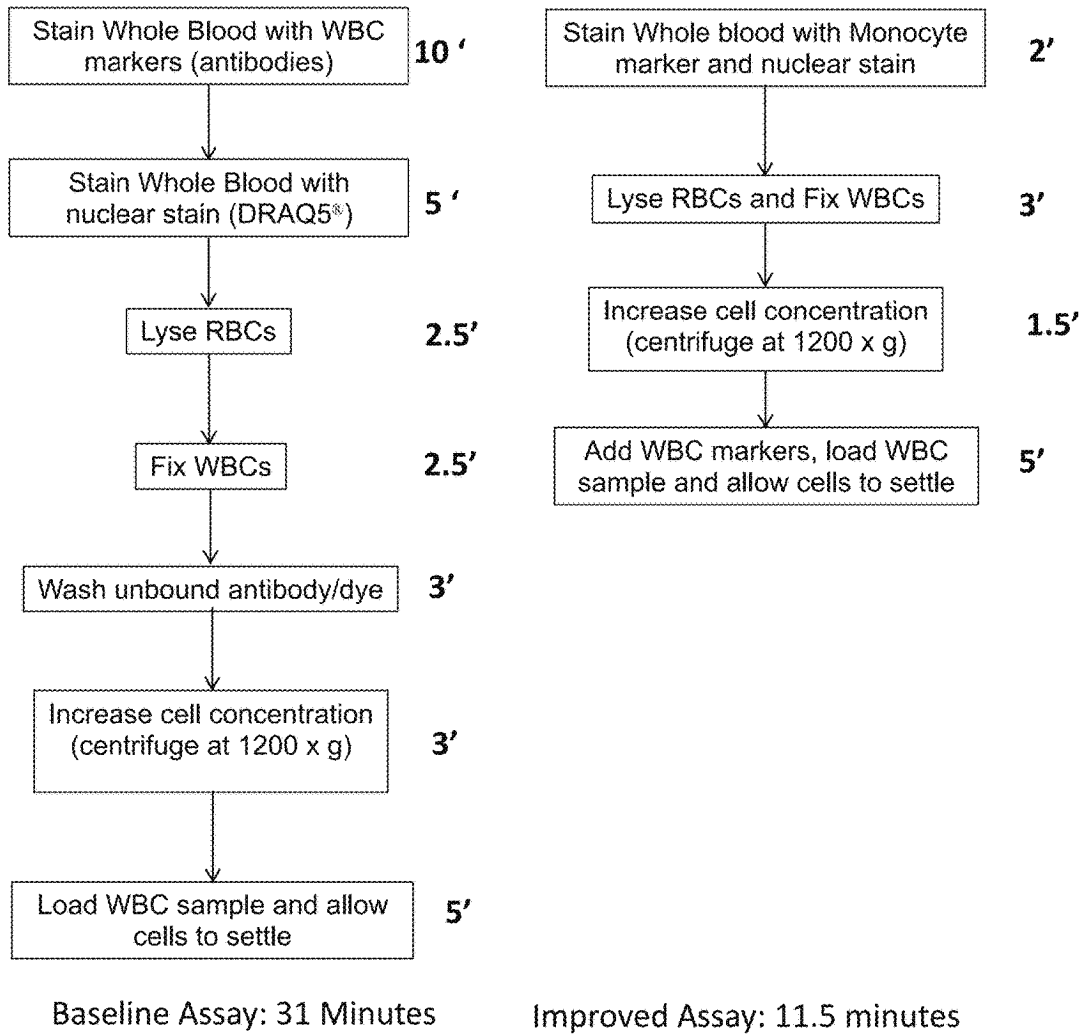 Stain Whole Blood with WBC
markers (antibodies)
10 ‘
Stain Whole Blood with
nuclear stain (DRAQ5®)
5 ‘
Lyse RBCs
2.5’
Fix WBCs
2.5’
Wash unbound antibody/dye
3’
Increase cell concentration
(centrifuge at 1200 x g)
3’
Load WBC sample and allow
cells to settle
5’
Baseline Assay: 31 Minutes
Stain Whole blood with Monocyte
marker and nuclear stain
2’
Lyse RBCs and Fix WBCs
3’
Increase cell concentration
(centrifuge at 1200 x g)
1.5’
Add WBC markers, load WBC
sample and allow cells to settle
5’
Improved Assay: 11.5 minutes